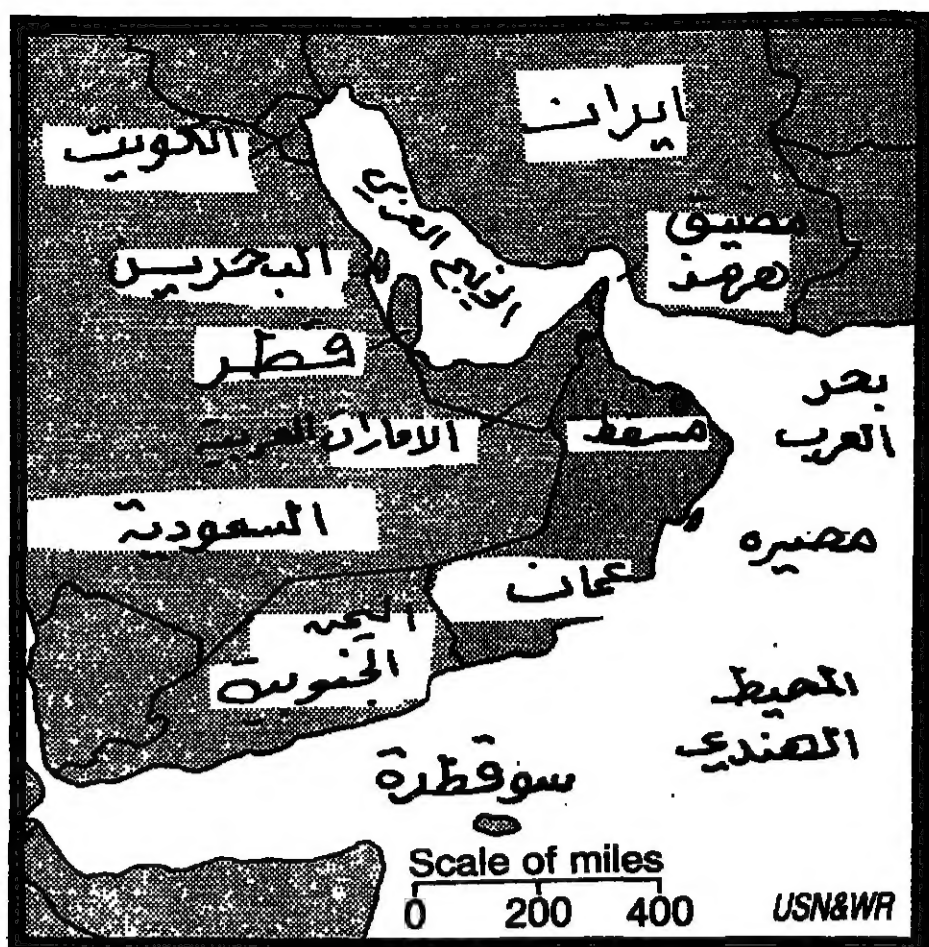 ايران
الكويت
الخليج العربي
مضيق
هرمز
البحرين
قطر
بحر
العرب
الامارات العربية
مسقط
السعودية
مصيره
عمان
اليمن
الجنوبية
المحيط
الهندي
سوقطرة
Scale of miles
0 200 400
USN&WR